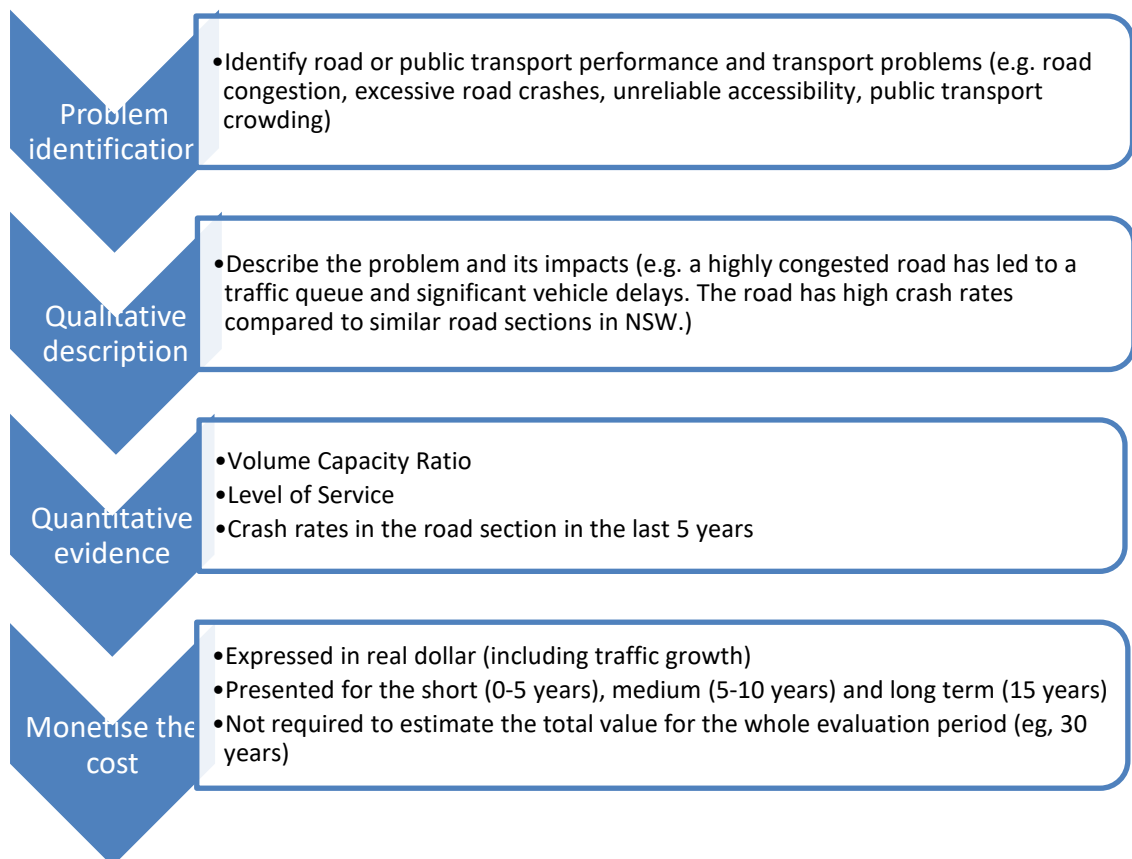 Problem
identification
•Identify road or public transport performance and transport problems (e.g. road
congestion, excessive road crashes, unreliable accessibility, public transport
crowding)
Qualitative
description
•Describe the problem and its impacts (e.g. a highly congested road has led to a
traffic queue and significant vehicle delays. The road has high crash rates
compared to similar road sections in NSW.)
Quantitative
evidence
•Volume Capacity Ratio
•Level of Service
•Crash rates in the road section in the last 5 years
Monetise the
cost
•Expressed in real dollar (including traffic growth)
•Presented for the short (0-5 years), medium (5-10 years) and long term (15 years)
•Not required to estimate the total value for the whole evaluation period (eg, 30
years)